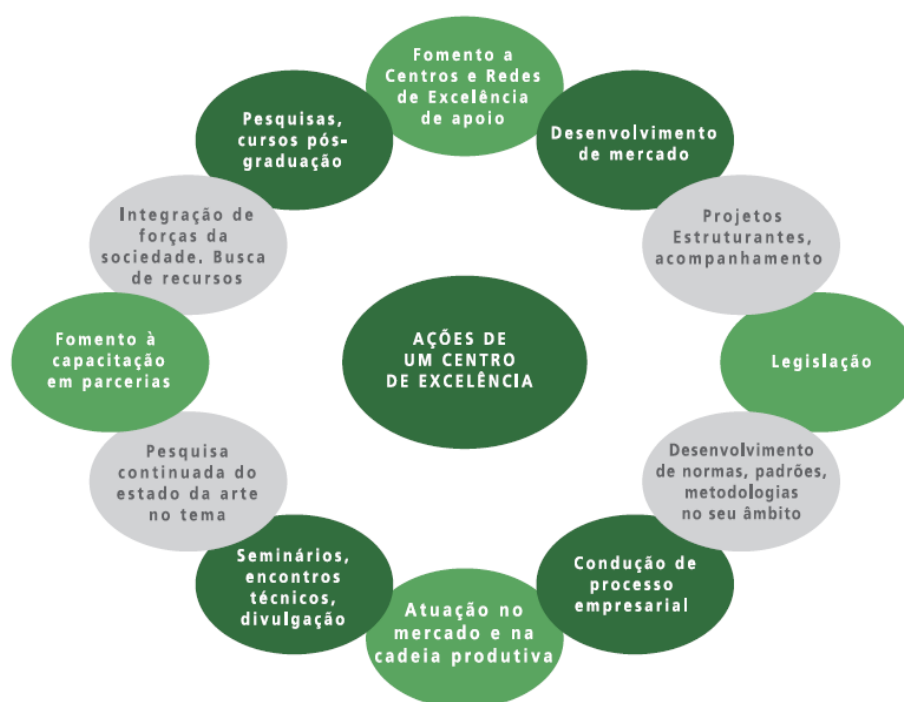 Fomento a
Centros e Redes
de Excelência
de apoio
Pesquisas,
cursos pós-
graduação
Desenvolvimento
de mercado
Integração de
forças da
sociedade. Busca
de recursos
Projetos
Estruturantes,
acompanhamento
Fomento à
capacitação
em parcerias
AÇÕES DE
UM CENTRO
DE EXCELÊNCIA
Legislação
Pesquisa
continuada do
estado da arte
no tema
Desenvolvimento
de normas, padrões,
metodologias
no seu âmbito
Seminários,
encontros
técnicos,
divulgação
Condução de
processo
empresarial
Atuação no
mercado e na
cadeia produtiva